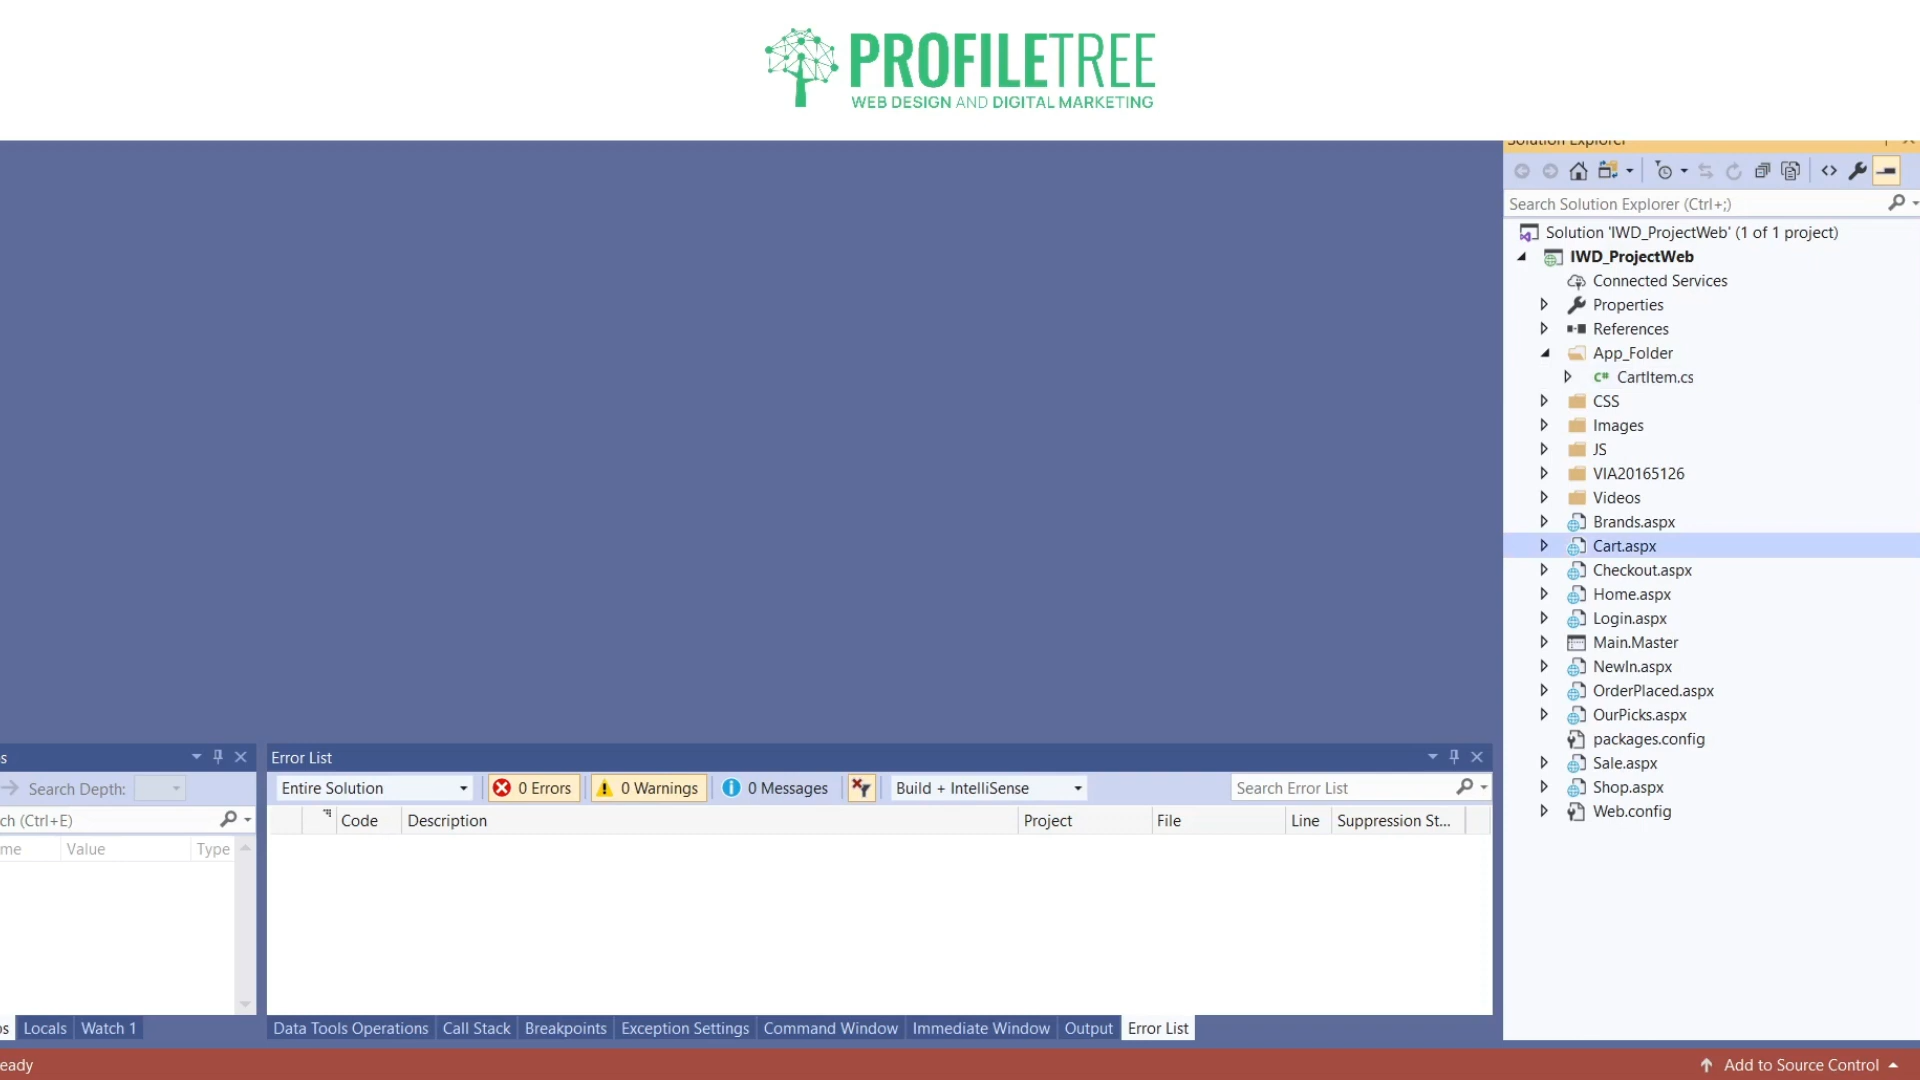 PROFILETREE
WEB DESIGN AND DIGITAL MARKETING
Solution Explorer
Search Solution Explorer (Ctrl+;)
Solution 'IWD_ProjectWeb' (1 of 1 project)
IWD_ProjectWeb
Connected Services
Properties
References
App_Folder
C# CartItem.cs
CSS
Images
JS
VIA20165126
Videos
Brands.aspx
Cart.aspx
Checkout.aspx
Home.aspx
Login.aspx
Main.Master
NewIn.aspx
OrderPlaced.aspx
OurPicks.aspx
packages.config
Sale.aspx
Shop.aspx
Web.config
s
Search Depth:
ch (Ctrl+E)
me Value Type
os Locals Watch 1
Error List
Entire Solution 0 Errors 0 Warnings 0 Messages Build + IntelliSense Search Error List
Code Description Project File Line Suppression St...
Data Tools Operations Call Stack Breakpoints Exception Settings Command Window Immediate Window Output Error List
eady Add to Source Control